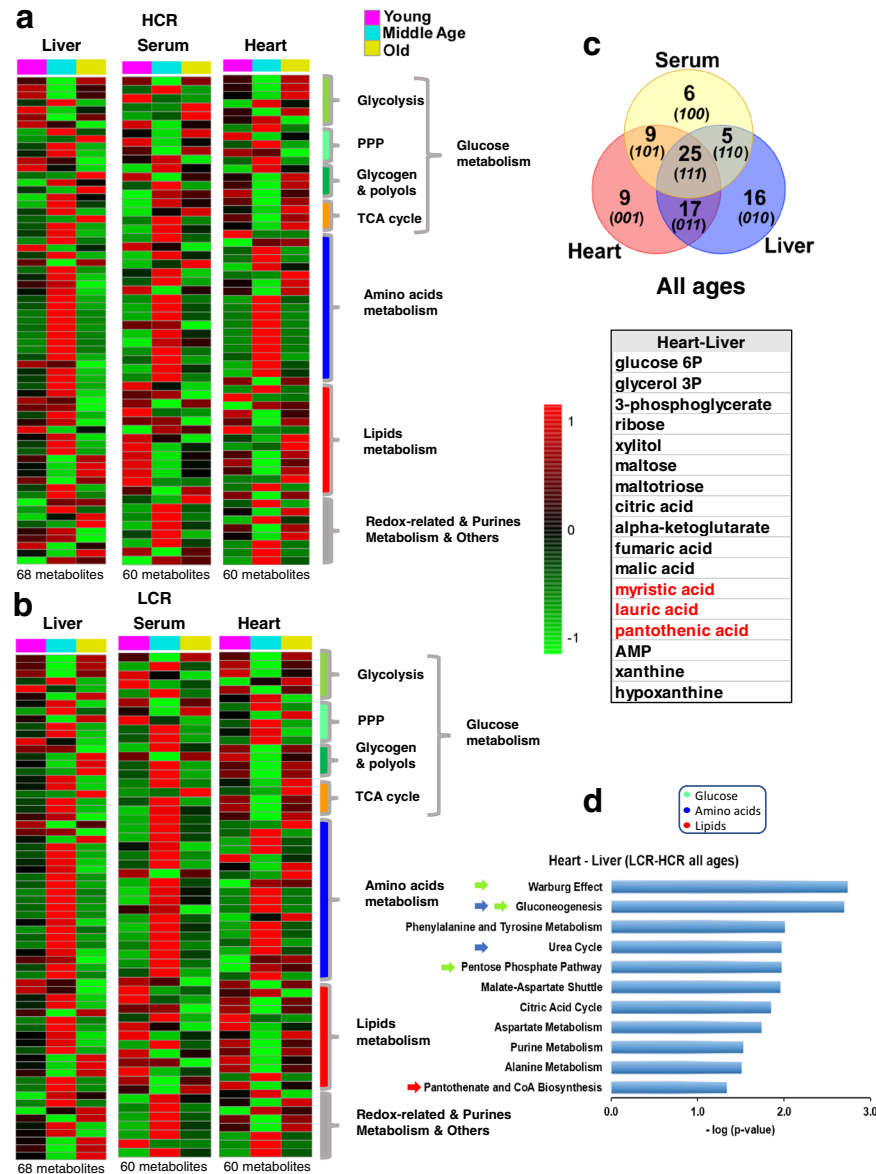 a
HCR
Young
Middle Age
Old
Liver
Serum
Heart
Glycolysis
PPP
Glycogen
& polyols
TCA cycle
Glucose
metabolism
Amino acids
metabolism
Lipids
metabolism
Redox-related & Purines
Metabolism & Others
68 metabolites
60 metabolites
60 metabolites
1
0
-1
b
LCR
Liver
Serum
Heart
Glycolysis
PPP
Glycogen
& polyols
TCA cycle
Glucose
metabolism
Amino acids
metabolism
Lipids
metabolism
Redox-related & Purines
Metabolism & Others
68 metabolites
60 metabolites
60 metabolites
c
Serum
6
(100)
9
(101)
5
(110)
25
(111)
9
(001)
17
(011)
16
(010)
Heart
Liver
All ages
Heart-Liver
glucose 6P
glycerol 3P
3-phosphoglycerate
ribose
xylitol
maltose
maltotriose
citric acid
alpha-ketoglutarate
fumaric acid
malic acid
myristic acid
lauric acid
pantothenic acid
AMP
xanthine
hypoxanthine
d
Glucose
Amino acids
Lipids
Heart - Liver (LCR-HCR all ages)
Warburg Effect
Gluconeogenesis
Phenylalanine and Tyrosine Metabolism
Urea Cycle
Pentose Phosphate Pathway
Malate-Aspartate Shuttle
Citric Acid Cycle
Aspartate Metabolism
Purine Metabolism
Alanine Metabolism
Pantothenate and CoA Biosynthesis
0.0 1.0 2.0 3.0
- log (p-value)